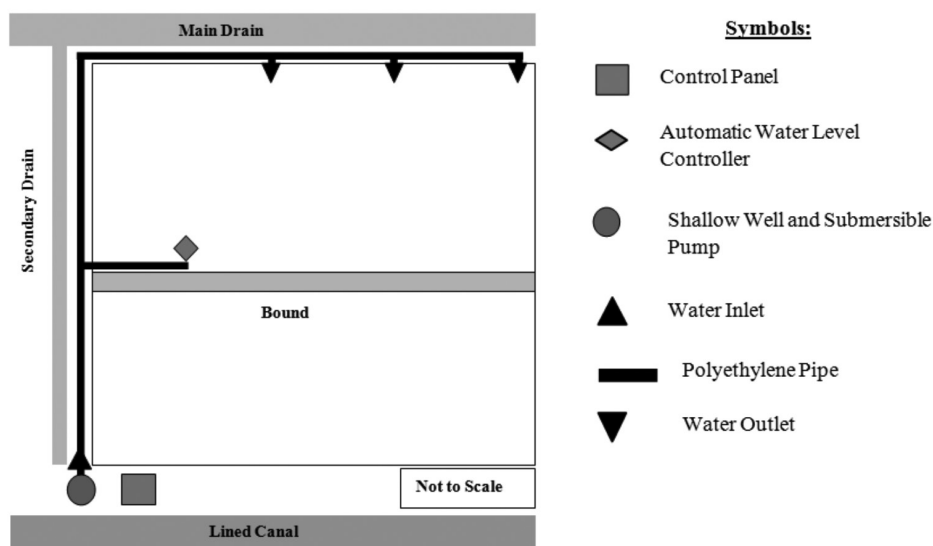 Main Drain
Secondary Drain
Bound
Not to Scale
Lined Canal
Symbols:
Control Panel
Automatic Water Level
Controller
Shallow Well and Submersible
Pump
Water Inlet
Polyethylene Pipe
Water Outlet